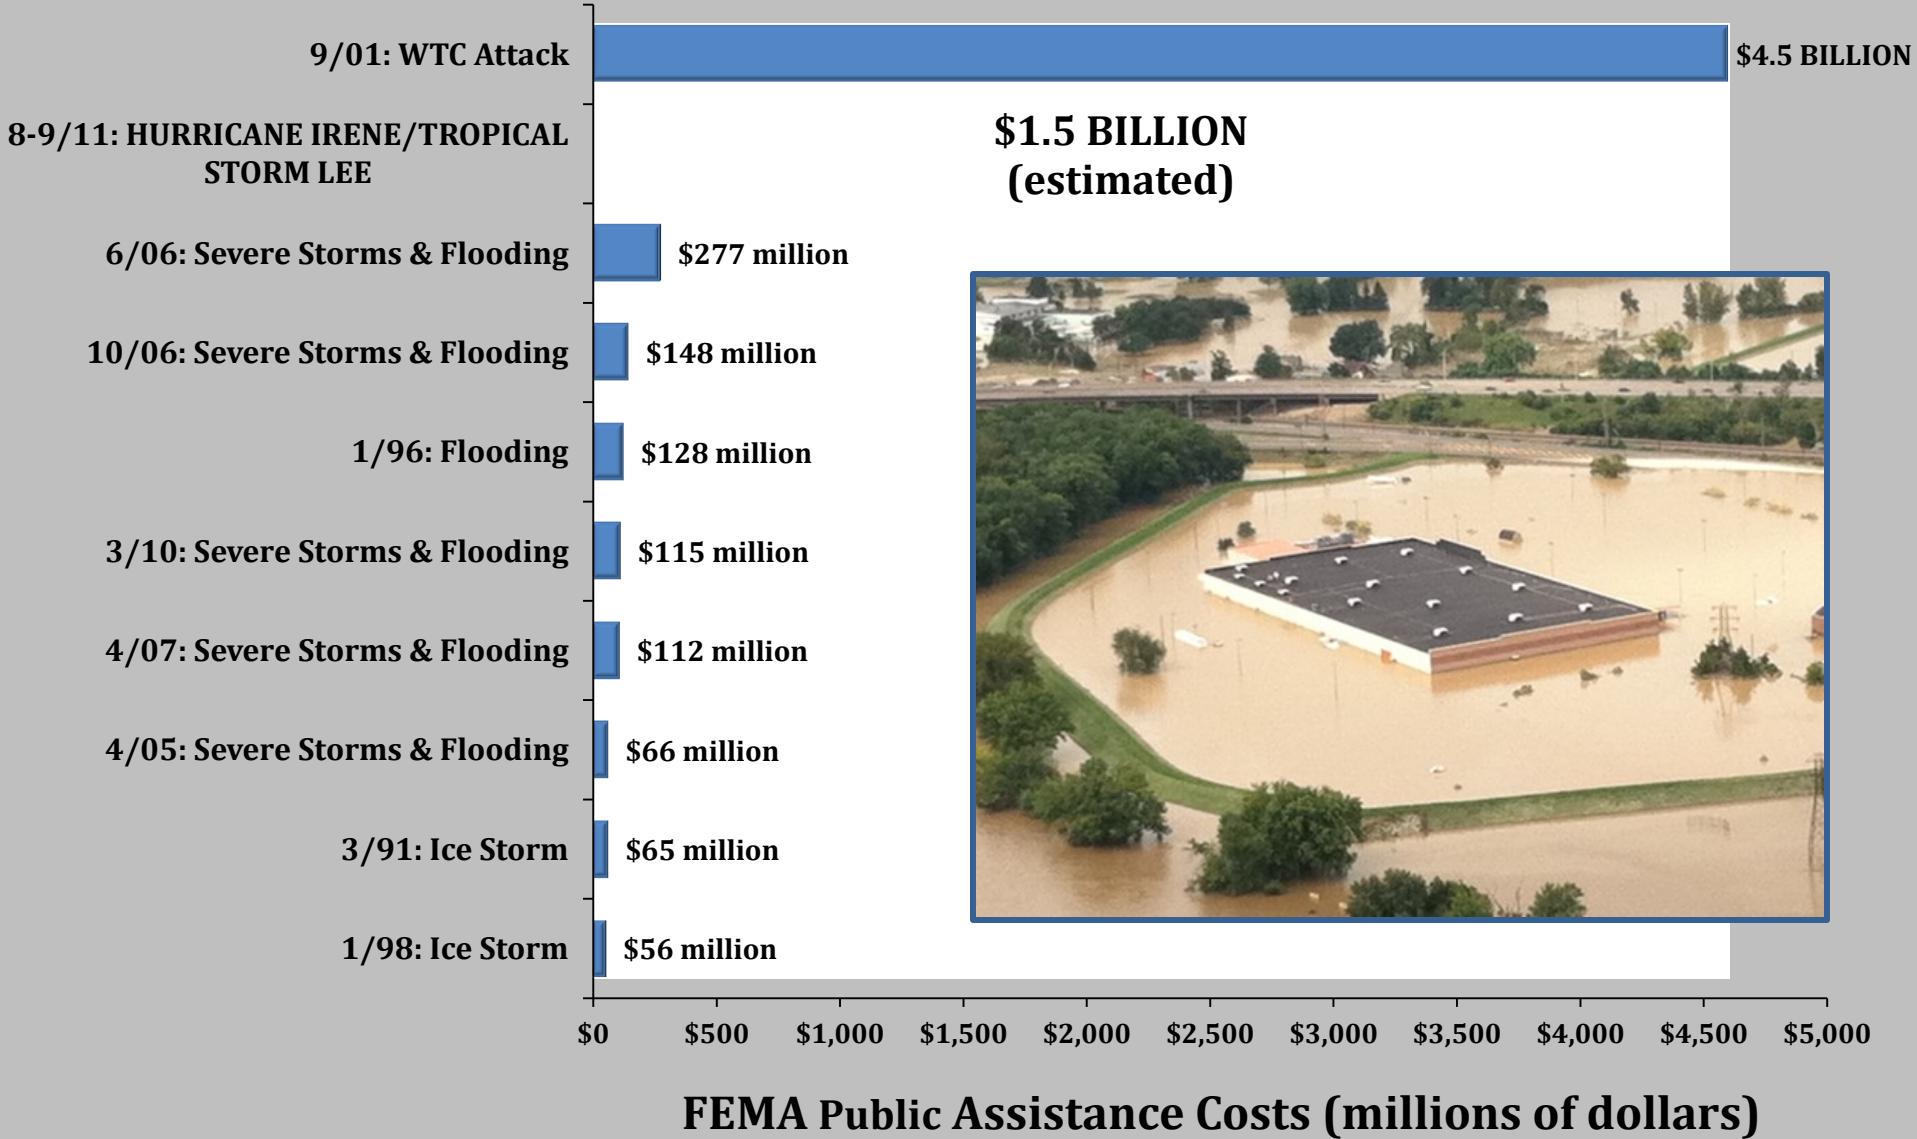 9/01: WTC Attack
$4.5 BILLION
8-9/11: HURRICANE IRENE/TROPICAL
STORM LEE
$1.5 BILLION
(estimated)
6/06: Severe Storms & Flooding
$277 million
10/06: Severe Storms & Flooding
$148 million
1/96: Flooding
$128 million
3/10: Severe Storms & Flooding
$115 million
4/07: Severe Storms & Flooding
$112 million
4/05: Severe Storms & Flooding
$66 million
3/91: Ice Storm
$65 million
1/98: Ice Storm
$56 million
$0 $500 $1,000 $1,500 $2,000 $2,500 $3,000 $3,500 $4,000 $4,500 $5,000
FEMA Public Assistance Costs (millions of dollars)